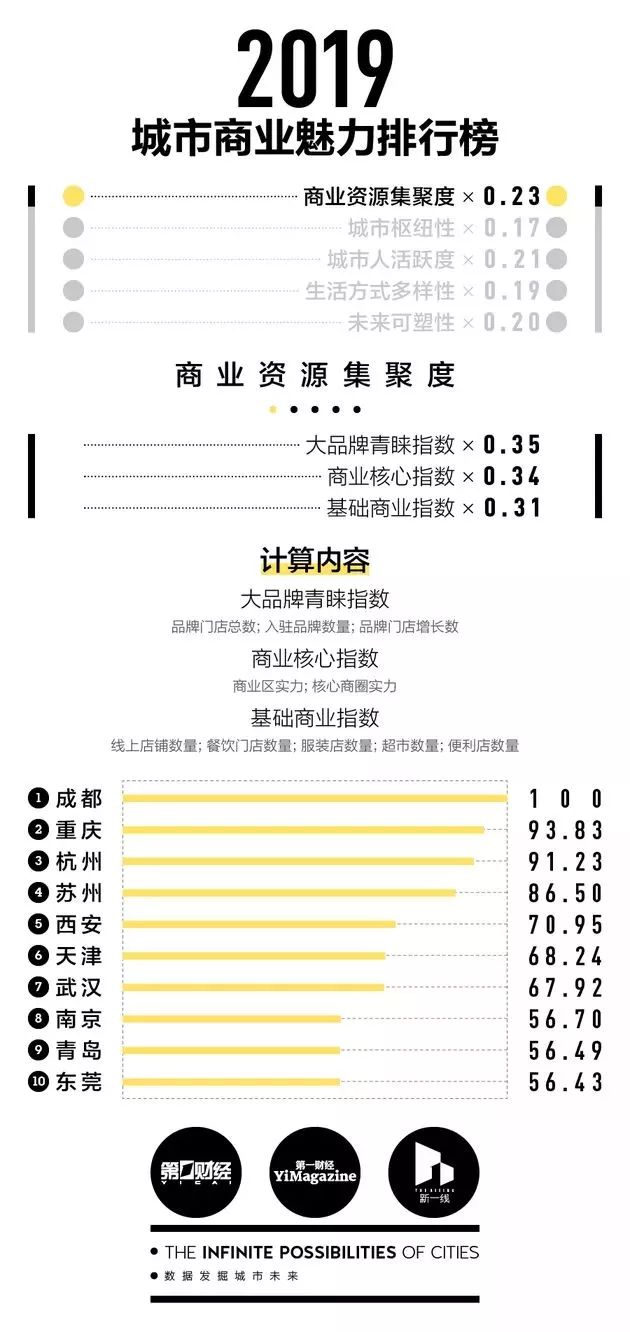 2019
城市商业魅力排行榜
商业资源集聚度 × 0.23
城市枢纽性 × 0.17
城市人活跃度 × 0.21
生活方式多样性 × 0.19
未来可塑性 × 0.20
商业资源集聚度
大品牌青睐指数 × 0.35
商业核心指数 × 0.34
基础商业指数 × 0.31
计算内容
大品牌青睐指数
品牌门店总数; 入驻品牌数量; 品牌门店增长数
商业核心指数
商业区实力; 核心商圈实力
基础商业指数
线上店铺数量; 餐饮门店数量; 服装店数量; 超市数量; 便利店数量
1 成都 100
2 重庆 93.83
3 杭州 91.23
4 苏州 86.50
5 西安 70.95
6 天津 68.24
7 武汉 67.92
8 南京 56.70
9 青岛 56.49
10 东莞 56.43
第一财经
YICAI
第一财经
YiMagazine
THE RISING
新一线
THE INFINITE POSSIBILITIES OF CITIES
数据发掘城市未来